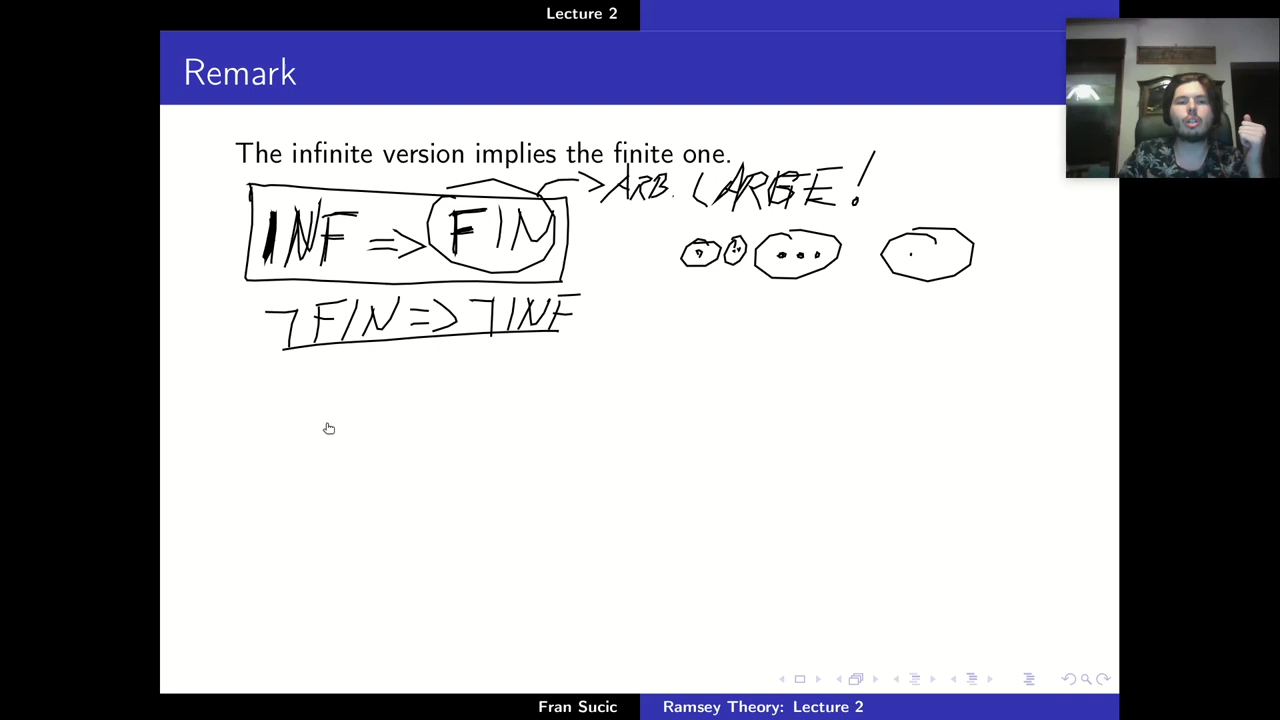 Lecture 2
Remark
The infinite version implies the finite one.
INF => FIN → ARB. LARGE!
¬ FIN => ¬ INF
Fran Sucic Ramsey Theory: Lecture 2